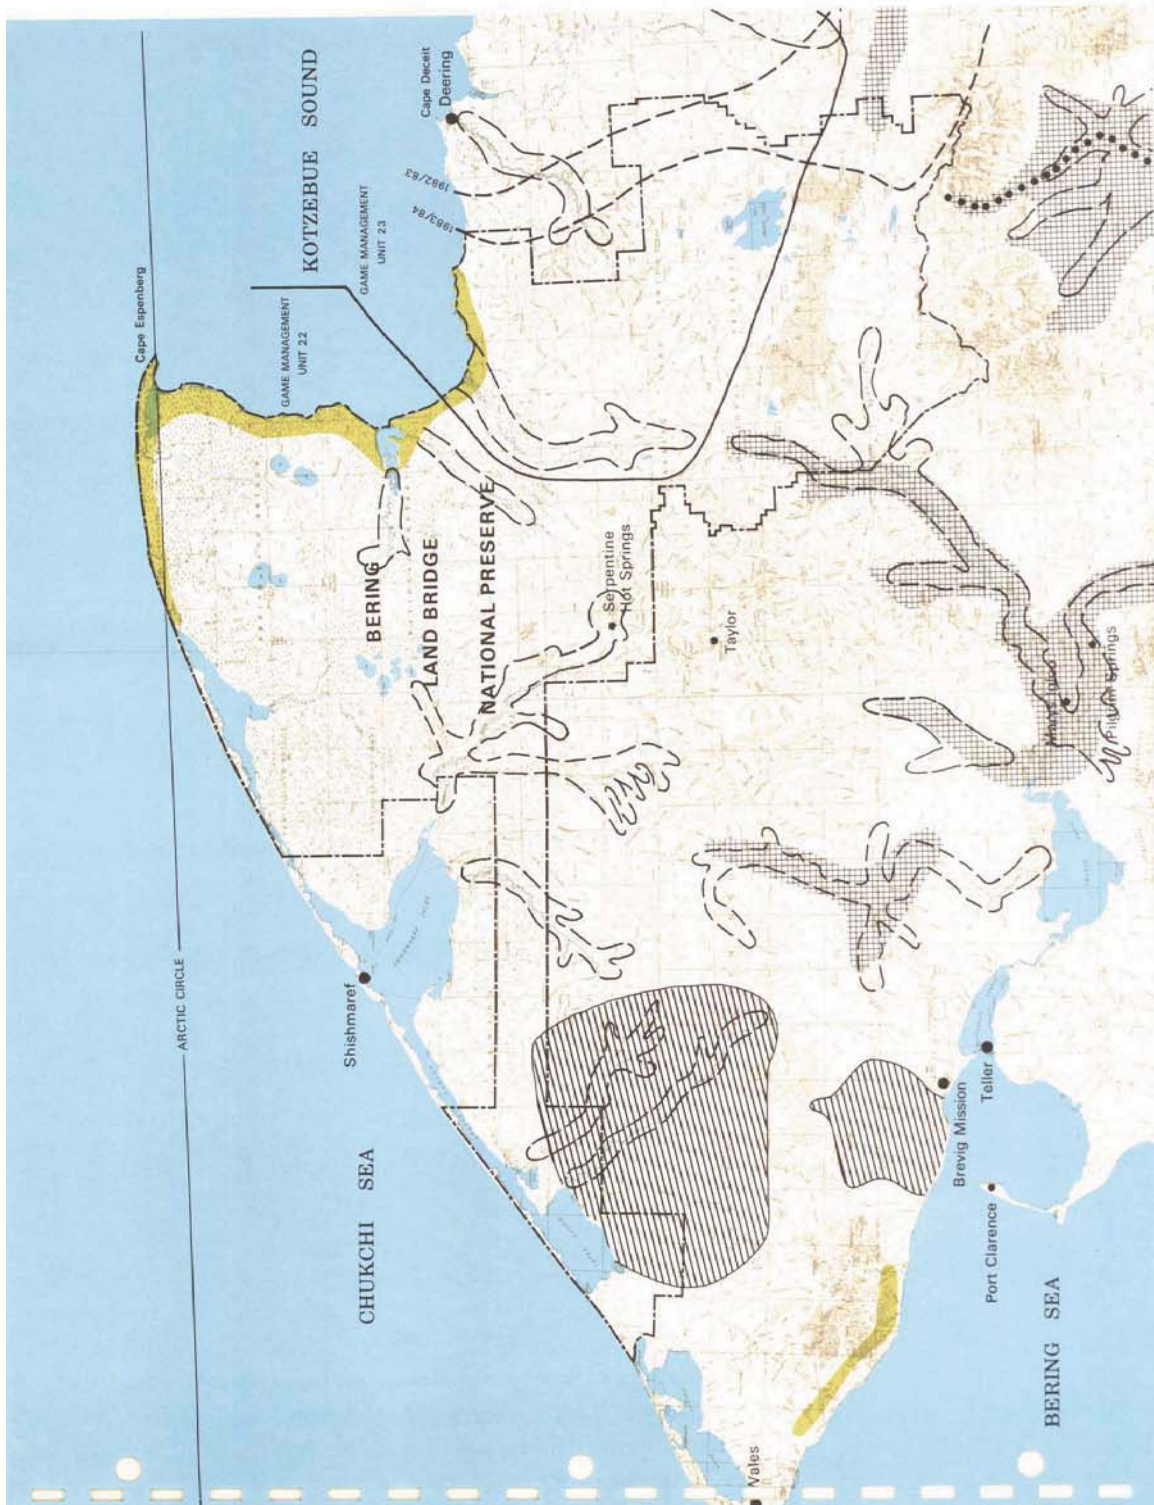 KOTZEBUE SOUND
Cape Deceit
Deering
1982/83
1983/84
GAME MANAGEMENT
UNIT 23
GAME MANAGEMENT
UNIT 22
Cape Espenberg
BERING
LAND BRIDGE
NATIONAL PRESERVE
Serpentine
Hot Springs
Taylor
Pilgrim Springs
ARCTIC CIRCLE
Shishmaref
CHUKCHI SEA
Brevig Mission
Teller
Port Clarence
BERING SEA
Wales